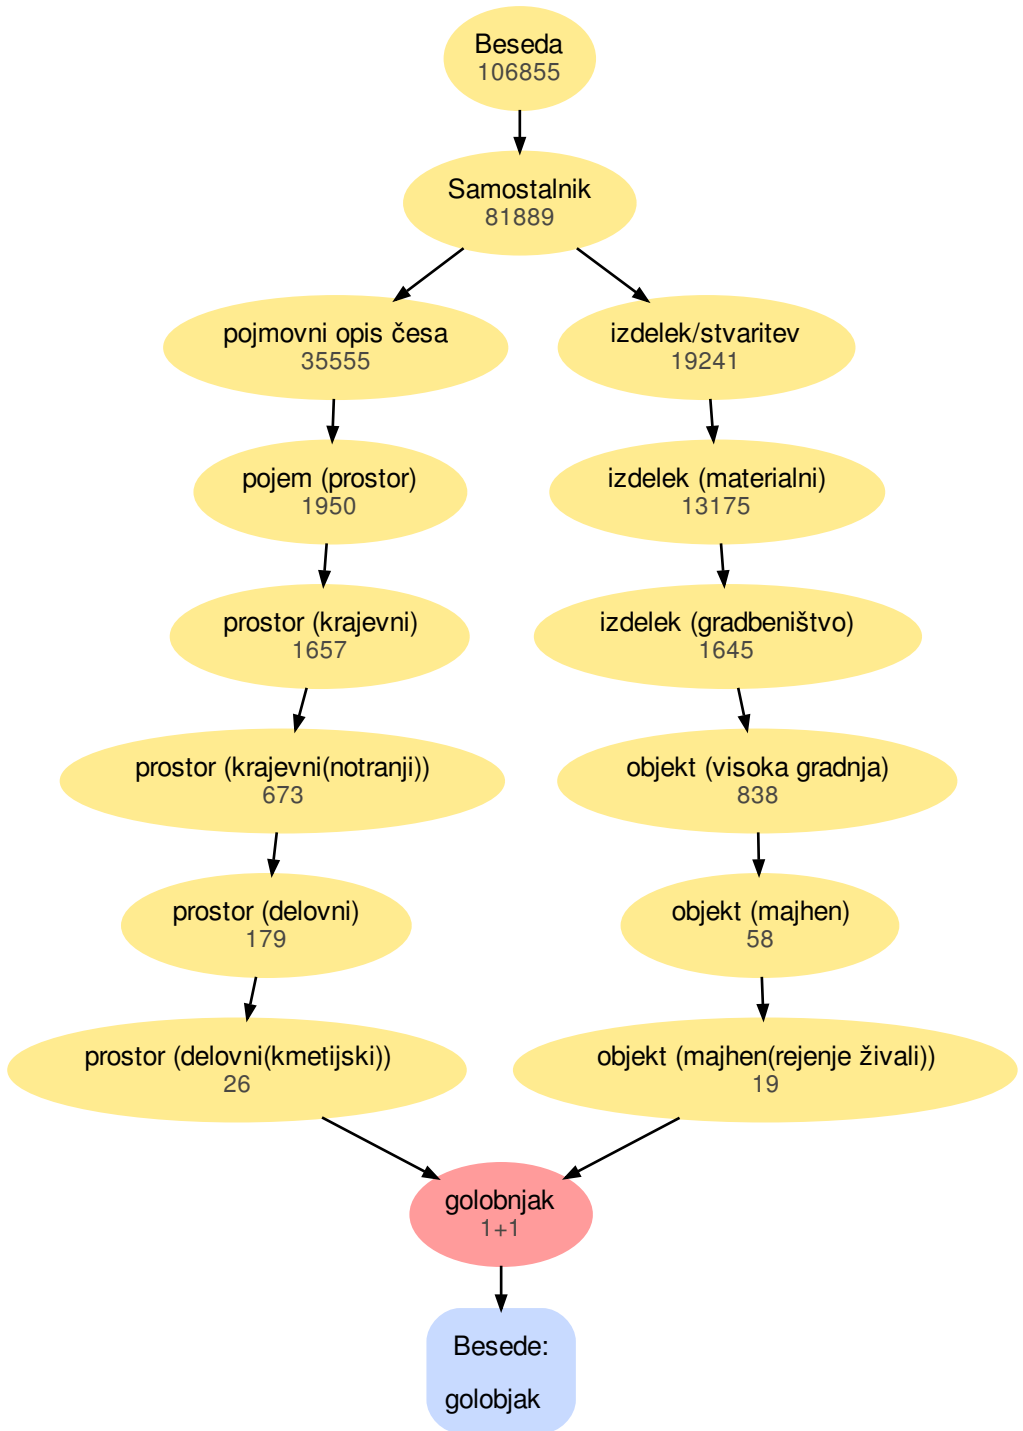 Beseda
106855
Samostalnik
81889
pojmovni opis česa
35555
izdelek/stvaritev
19241
pojem (prostor)
1950
izdelek (materialni)
13175
prostor (krajevni)
1657
izdelek (gradbeništvo)
1645
prostor (krajevni(notranji))
673
objekt (visoka gradnja)
838
prostor (delovni)
179
objekt (majhen)
58
prostor (delovni(kmetijski))
26
objekt (majhen(rejenje živali))
19
golobnjak
1+1
Besede:
golobjak